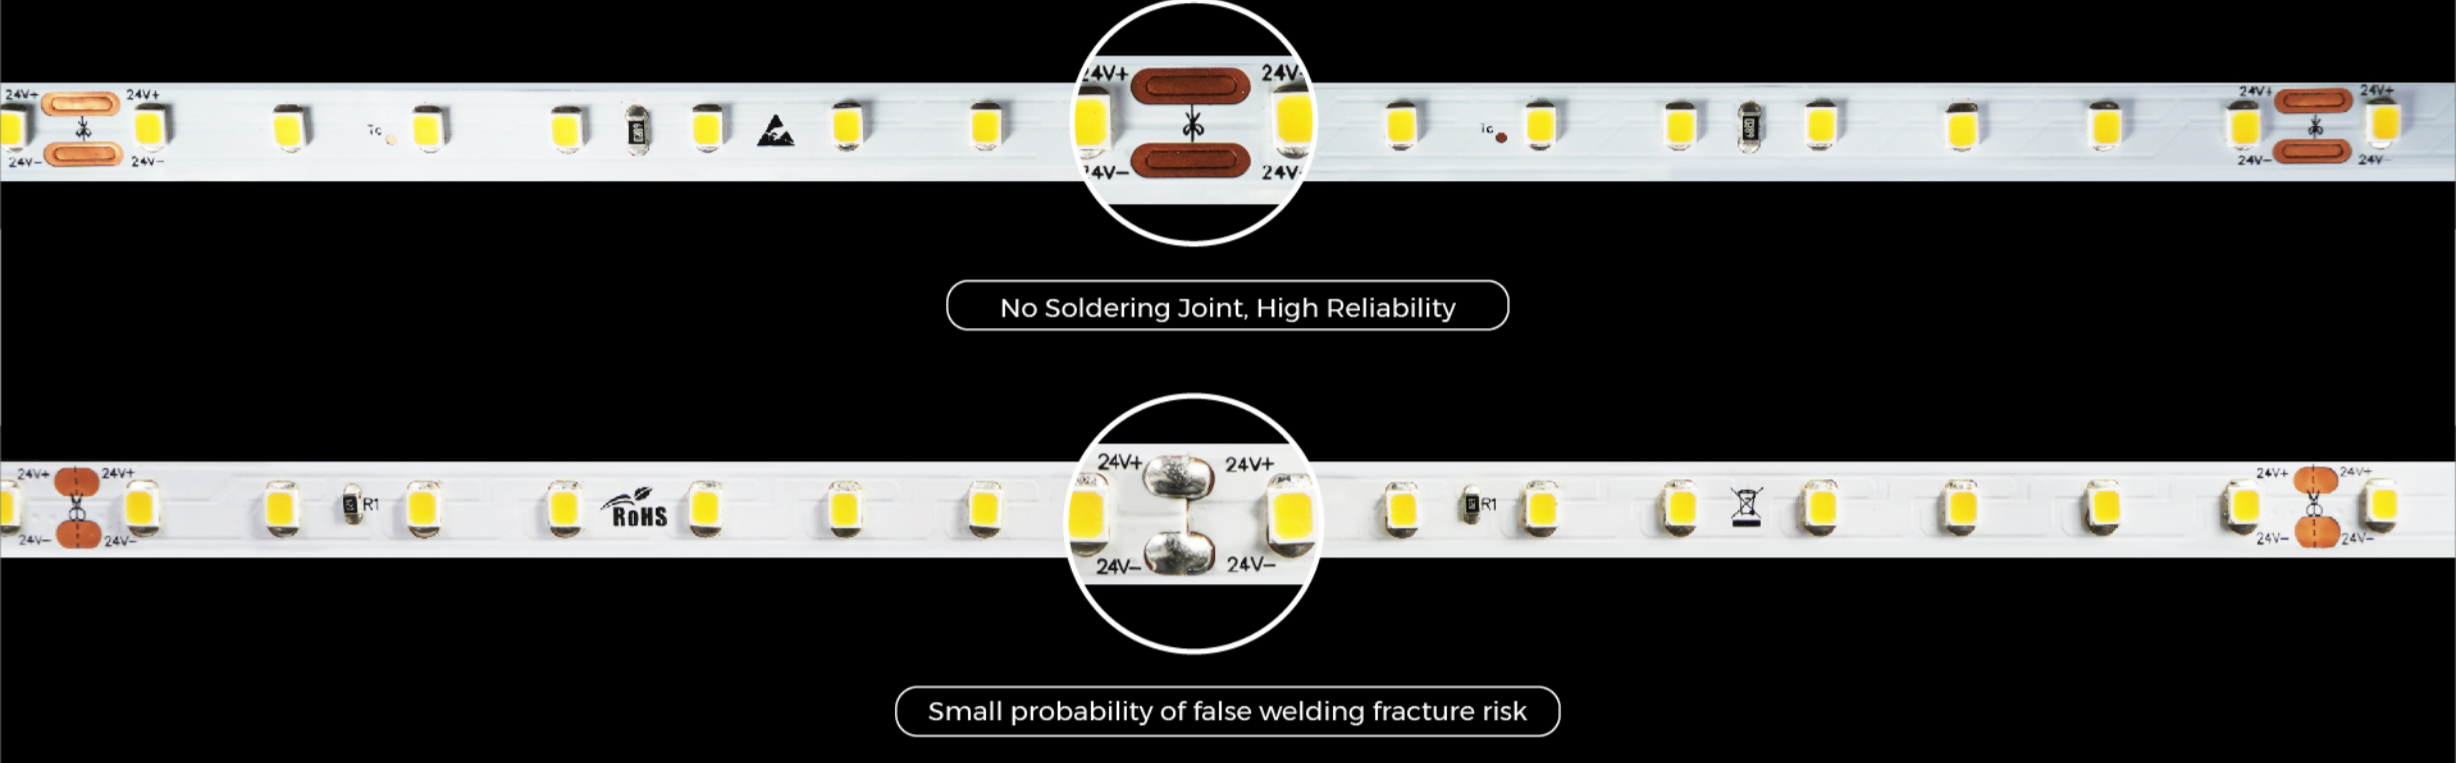 24V+ 24V+ 24V+ 24V- 24V+ 24V+
Tc Tc
24V- 24V- 24V- 24V- 24V- 24V-
No Soldering Joint, High Reliability
24V+ 24V+ 24V+ 24V+ 24V+ 24V+
R1 RoHS R1
24V- 24V- 24V- 24V- 24V- 24V-
Small probability of false welding fracture risk